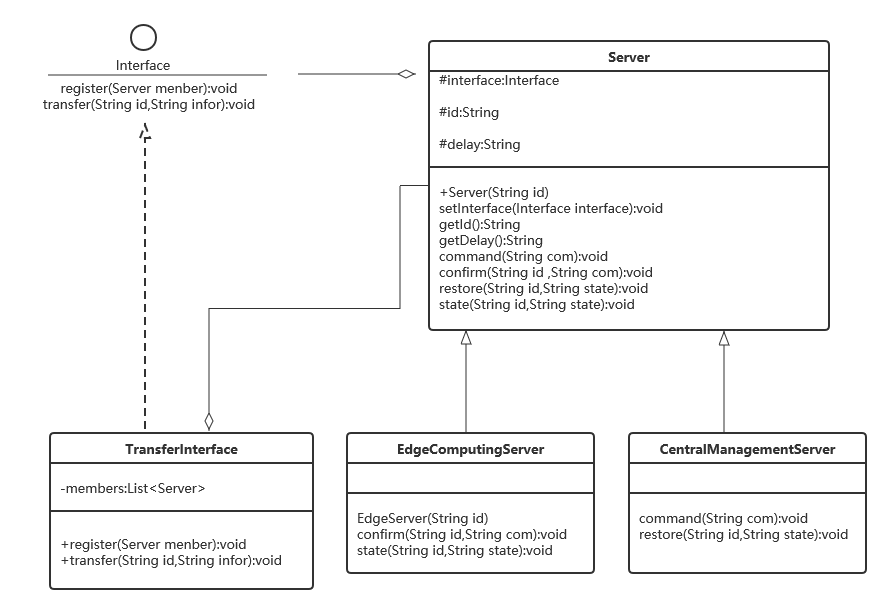 Interface
register(Server menber):void
transfer(String id,String infor):void
Server
#interface:Interface
#id:String
#delay:String
+Server(String id)
setInterface(Interface interface):void
getId():String
getDelay():String
command(String com):void
confirm(String id ,String com):void
restore(String id,String state):void
state(String id,String state):void
TransferInterface
-members:List<Server>
+register(Server menber):void
+transfer(String id,String infor):void
EdgeComputingServer
EdgeServer(String id)
confirm(String id,String com):void
state(String id,String state):void
CentralManagementServer
command(String com):void
restore(String id,String state):void